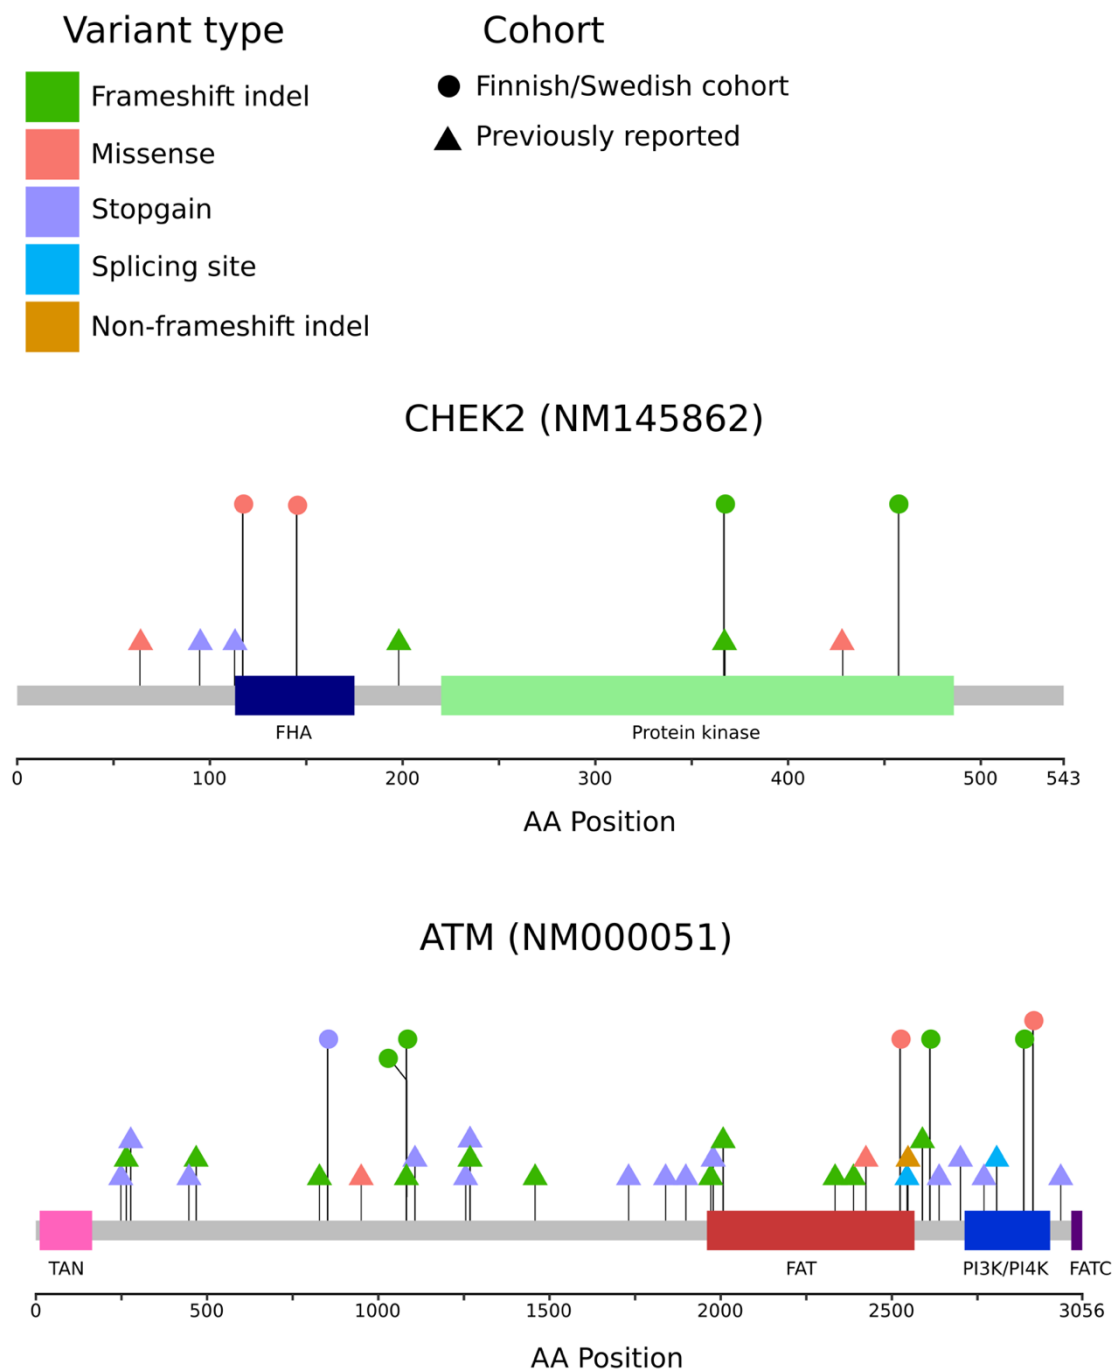 Variant type
Cohort
Frameshift indel
Finnish/Swedish cohort
Missense
Previously reported
Stopgain
Splicing site
Non-frameshift indel
CHEK2 (NM145862)
FHA
Protein kinase
0 100 200 300 400 500 543
AA Position
ATM (NM000051)
TAN FAT PI3K/PI4K FATC
0 500 1000 1500 2000 2500 3056
AA Position